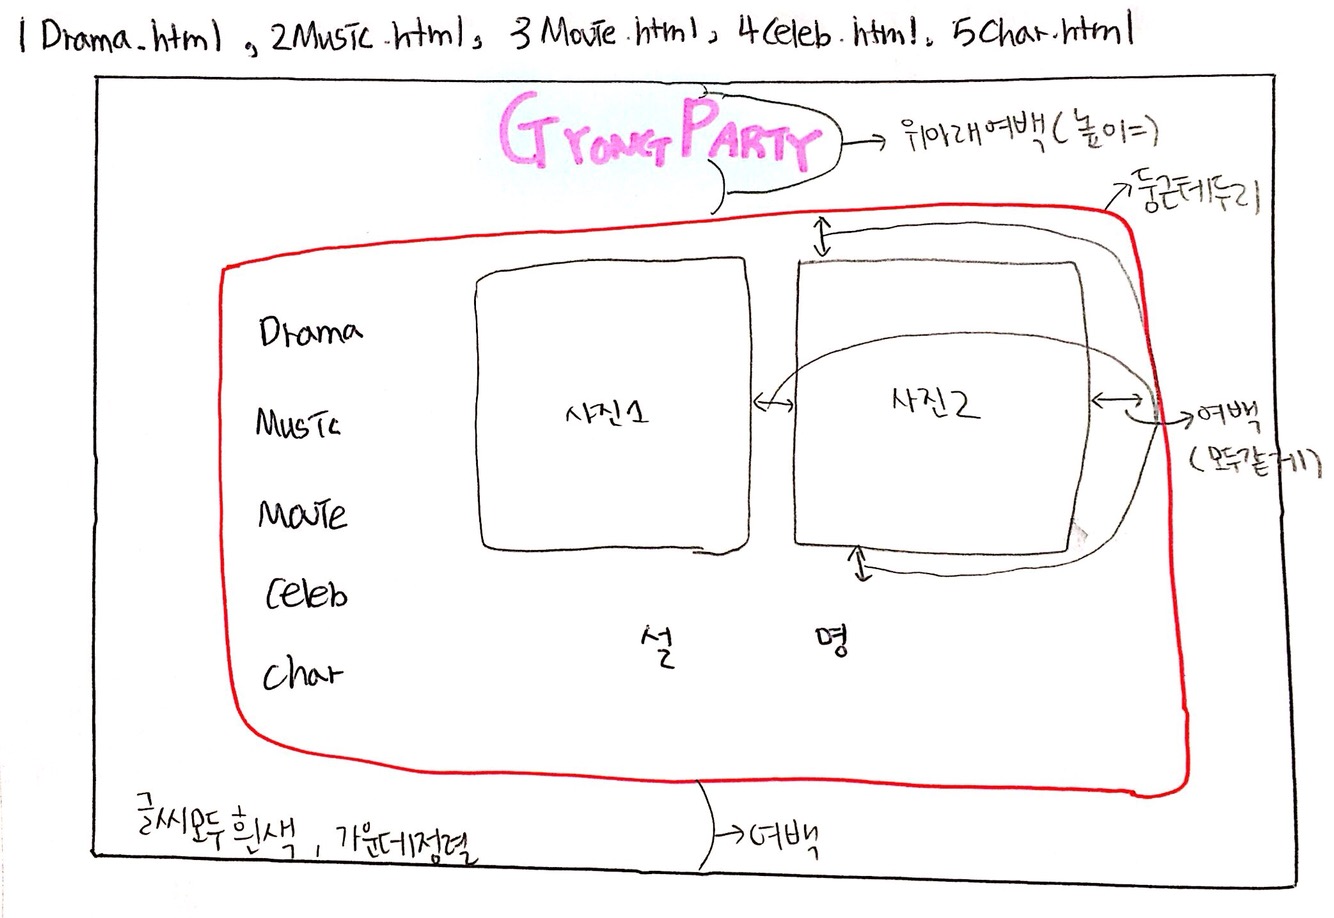 1 Drama.html, 2Music.html, 3Movie.html, 4Celeb.html, 5Char.html
GYONGPARTY
위아래여백(높이=)
둥근테두리
Drama
Music
Movie
Celeb
Char
사진1
사진2
여백
(모두같게)
설 명
글씨모두 흰색, 가운데정렬
여백